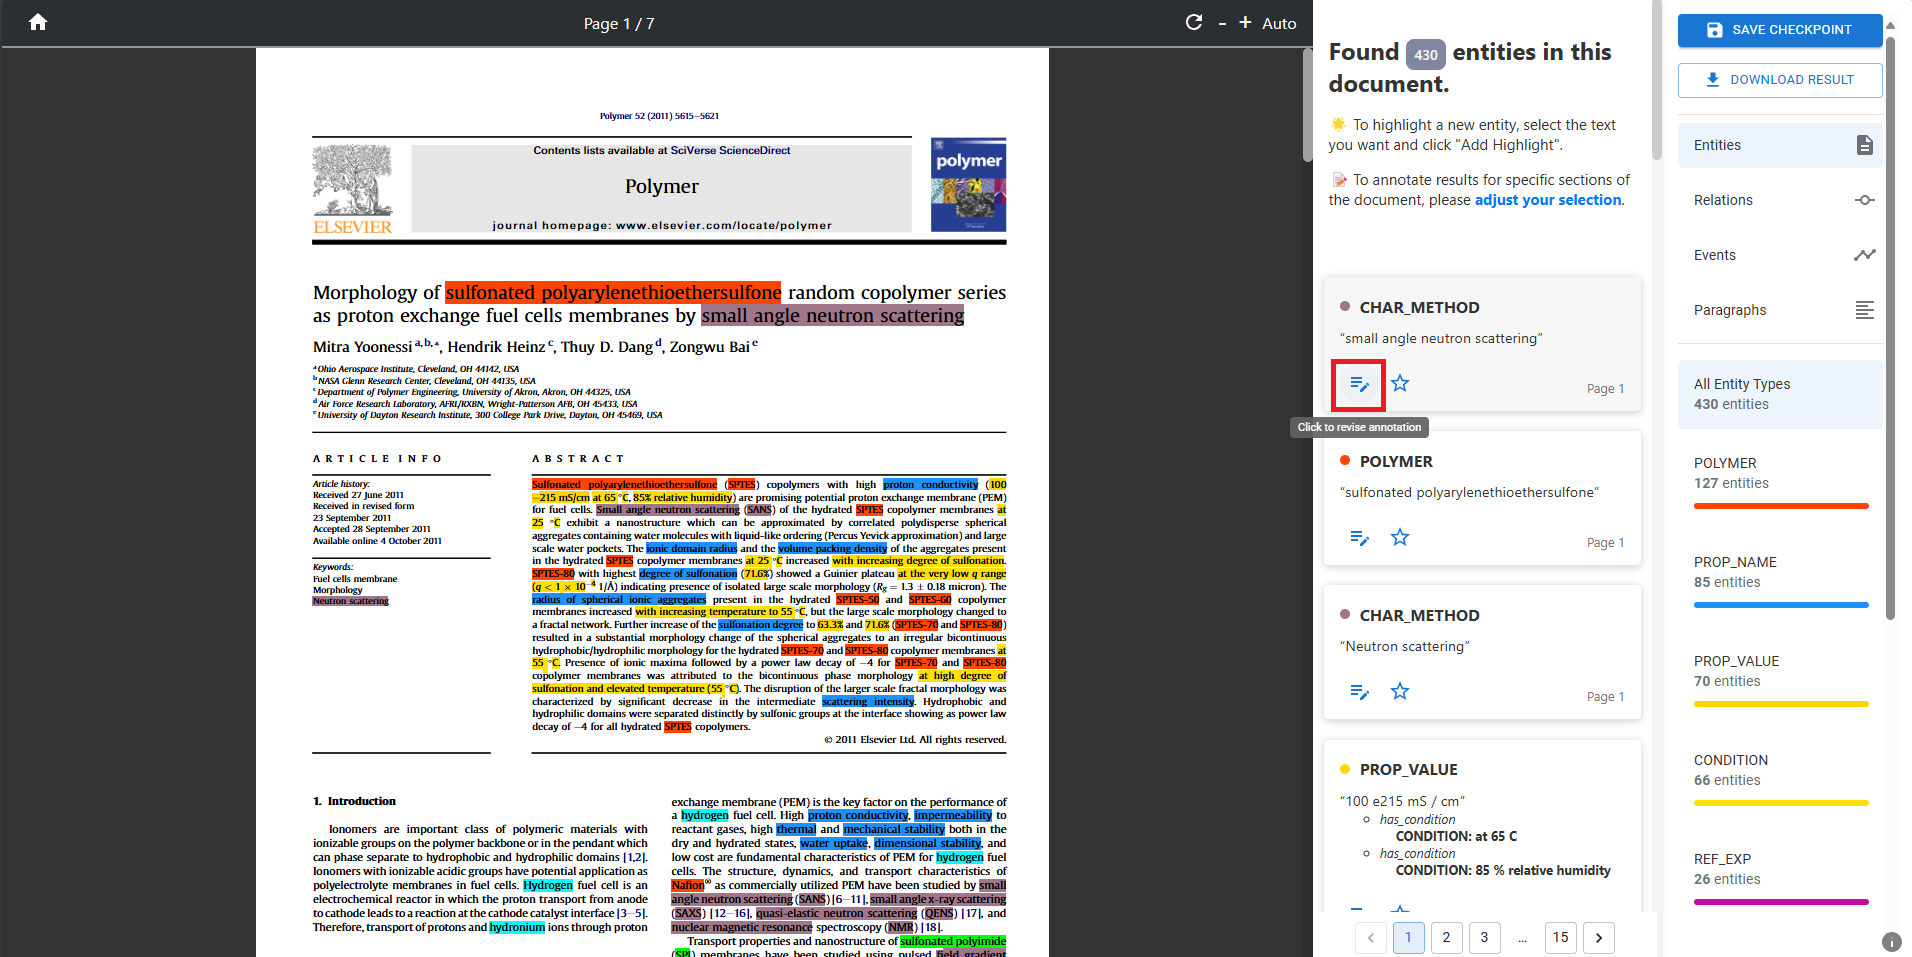 Page 1 / 7
- + Auto
Polymer 52 (2011) 5615–5621
Contents lists available at SciVerse ScienceDirect
Polymer
journal homepage: www.elsevier.com/locate/polymer
ELSEVIER
polymer
Morphology of sulfonated polyarylenethioethersulfone random copolymer series
as proton exchange fuel cells membranes by small angle neutron scattering
Mitra Yoonessi a,b,*, Hendrik Heinz c, Thuy D. Dang d, Zongwu Bai e
a Ohio Aerospace Institute, Cleveland, OH 44142, USA
b NASA Glenn Research Center, Cleveland, OH 44135, USA
c Department of Polymer Engineering, University of Akron, Akron, OH 44325, USA
d Air Force Research Laboratory, AFRL/RXBN, Wright-Patterson AFB, OH 45433, USA
e University of Dayton Research Institute, 300 College Park Drive, Dayton, OH 45469, USA
ARTICLE INFO
Article history:
Received 27 June 2011
Received in revised form
23 September 2011
Accepted 28 September 2011
Available online 4 October 2011
Keywords:
Fuel cells membrane
Morphology
Neutron scattering
ABSTRACT
Sulfonated polyarylenethioethersulfone (SPTES) copolymers with high proton conductivity (100
–215 mS/cm at 65 °C, 85% relative humidity) are promising potential proton exchange membrane (PEM)
for fuel cells. Small angle neutron scattering (SANS) of the hydrated SPTES copolymer membranes at
25 °C exhibit a nanostructure which can be approximated by correlated polydisperse spherical
aggregates containing water molecules with liquid-like ordering (Percus Yevick approximation) and large
scale water pockets. The ionic domain radius and the volume packing density of the aggregates present
in the hydrated SPTES copolymer membranes at 25 °C increased with increasing degree of sulfonation.
SPTES-80 with highest degree of sulfonation (71.6%) showed a Guinier plateau at the very low q range
(q < 1 × 10⁻⁴ 1/Å) indicating presence of isolated large scale morphology (Rg = 1.3 ± 0.18 micron). The
radius of spherical ionic aggregates present in the hydrated SPTES-50 and SPTES-60 copolymer
membranes increased with increasing temperature to 55 °C, but the large scale morphology changed to
a fractal network. Further increase of the sulfonation degree to 63.3% and 71.6% (SPTES-70 and SPTES-80)
resulted in a substantial morphology change of the spherical aggregates to an irregular bicontinuous
hydrophobic/hydrophilic morphology for the hydrated SPTES-70 and SPTES-80 copolymer membranes at
55 °C. Presence of ionic maxima followed by a power law decay of –4 for SPTES-70 and SPTES-80
copolymer membranes was attributed to the bicontinuous phase morphology at high degree of
sulfonation and elevated temperature (55 °C). The disruption of the larger scale fractal morphology was
characterized by significant decrease in the intermediate scattering intensity. Hydrophobic and
hydrophilic domains were separated distinctly by sulfonic groups at the interface showing as power law
decay of –4 for all hydrated SPTES copolymers.
© 2011 Elsevier Ltd. All rights reserved.
1. Introduction
Ionomers are important class of polymeric materials with
ionizable groups on the polymer backbone or in the pendant which
can phase separate to hydrophobic and hydrophilic domains [1,2].
Ionomers with ionizable acidic groups have potential application as
polyelectrolyte membranes in fuel cells. Hydrogen fuel cell is an
electrochemical reactor in which the proton transport from anode
to cathode leads to a reaction at the cathode catalyst interface [3–5].
Therefore, transport of protons and hydronium ions through proton
exchange membrane (PEM) is the key factor on the performance of
a hydrogen fuel cell. High proton conductivity, impermeability to
reactant gases, high thermal and mechanical stability both in the
dry and hydrated states, water uptake, dimensional stability, and
low cost are fundamental characteristics of PEM for hydrogen fuel
cells. The structure, dynamics, and transport characteristics of
Nafion® as commercially utilized PEM have been studied by small
angle neutron scattering (SANS) [6–11], small angle x-ray scattering
(SAXS) [12–16], quasi-elastic neutron scattering (QENS) [17], and
nuclear magnetic resonance spectroscopy (NMR) [18].
Transport properties and nanostructure of sulfonated polyimide
(SPI) membranes have been studied using pulsed field gradient
Found 430 entities in this
document.
To highlight a new entity, select the text
you want and click "Add Highlight".
To annotate results for specific sections of
the document, please adjust your selection.
CHAR_METHOD
“small angle neutron scattering”
Page 1
Click to revise annotation
POLYMER
“sulfonated polyarylenethioethersulfone”
Page 1
CHAR_METHOD
“Neutron scattering”
Page 1
PROP_VALUE
“100 e215 mS / cm”
has_condition
CONDITION: at 65 C
has_condition
CONDITION: 85 % relative humidity
1 2 3 ... 15
SAVE CHECKPOINT
DOWNLOAD RESULT
Entities
Relations
Events
Paragraphs
All Entity Types
430 entities
POLYMER
127 entities
PROP_NAME
85 entities
PROP_VALUE
70 entities
CONDITION
66 entities
REF_EXP
26 entities